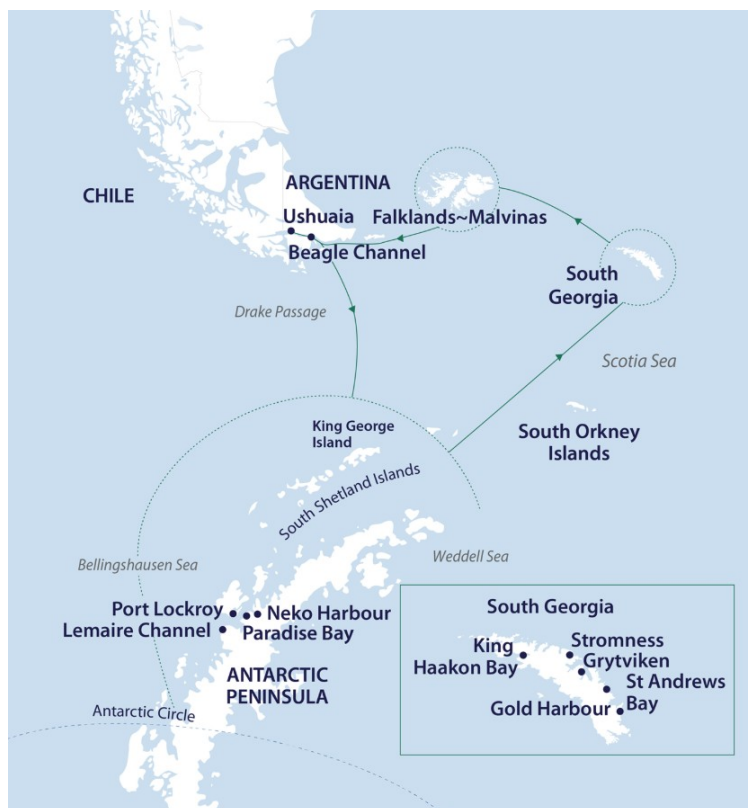 CHILE
ARGENTINA
Ushuaia
Falklands~Malvinas
Beagle Channel
South
Georgia
Drake Passage
Scotia Sea
King George
Island
South Orkney
Islands
South Shetland Islands
Bellingshausen Sea
Weddell Sea
Port Lockroy
Neko Harbour
Lemaire Channel
Paradise Bay
ANTARCTIC
PENINSULA
Antarctic Circle
South Georgia
King
Haakon Bay
Stromness
Grytviken
St Andrews
Bay
Gold Harbour